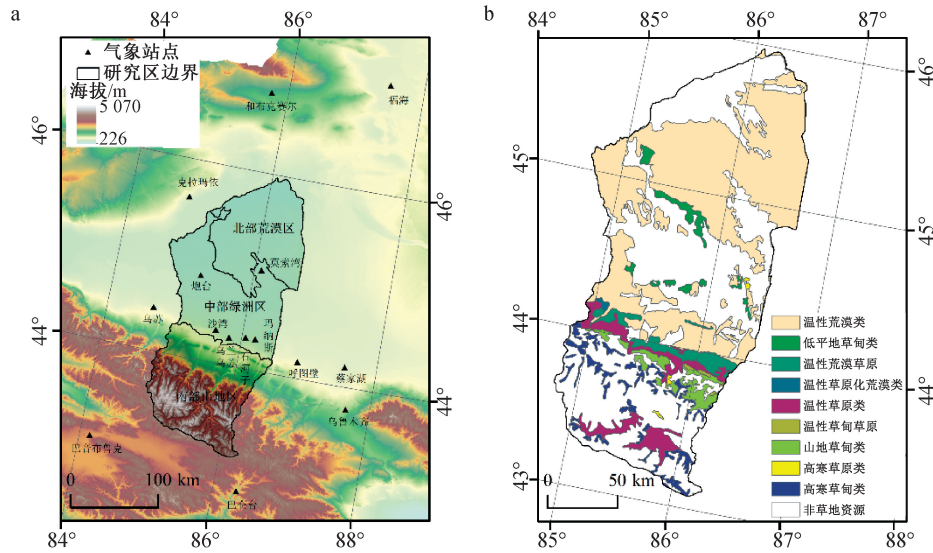 a
84°
86°
气象站点
研究区边界
海拔/m
5 070
226
福海
和布克赛尔
46°
克拉玛依
46°
北部荒漠区
莫索湾
炮台
中部绿洲区
乌苏
沙湾
玛纳斯
44°
石河子
呼图壁
蔡家湖
南部山地区
乌鲁木齐
44°
巴音布鲁克
巴仑台
0
100 km
84°
86°
88°
b
84°
85°
86°
87°
46°
46°
45°
45°
44°
44°
43°
温性荒漠类
低平地草甸类
温性荒漠草原
温性草原化荒漠类
温性草原类
温性草甸草原
山地草甸类
高寒草原类
高寒草甸类
非草地资源
0
50 km
85°
86°
87°
88°